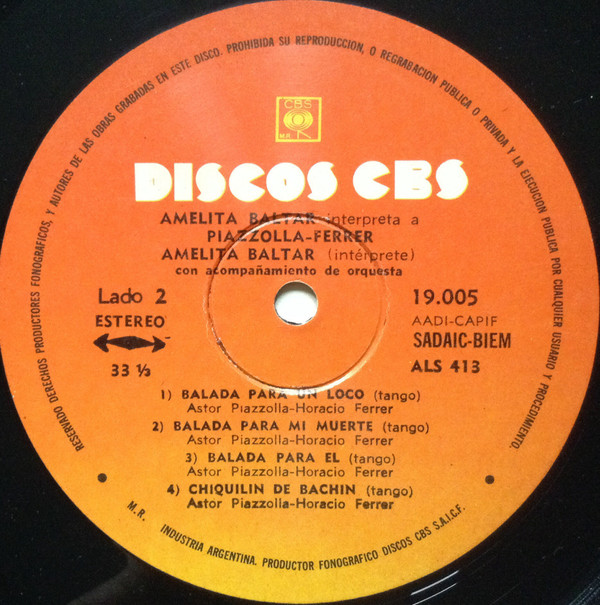 RESERVADO DERECHOS PRODUCTORES FONOGRAFICOS, Y AUTORES DE LAS OBRAS GRABADAS EN ESTE DISCO. PROHIBIDA SU REPRODUCCION, O REGRABACION PUBLICA O PRIVADA Y LA EJECUCION PUBLICA POR CUALQUIER USUARIO Y PROCEDIMIENTO.
CBS
M.R.
DISCOS CBS
AMELITA BALTAR interpreta a
PIAZZOLLA-FERRER
AMELITA BALTAR (intérprete)
con acompañamiento de orquesta
Lado 2
19.005
ESTEREO
AADI-CAPIF
SADAIC-BIEM
33 ⅓
ALS 413
1) BALADA PARA UN LOCO (tango)
Astor Piazzolla-Horacio Ferrer
2) BALADA PARA MI MUERTE (tango)
Astor Piazzolla-Horacio Ferrer
3) BALADA PARA EL (tango)
Astor Piazzolla-Horacio Ferrer
4) CHIQUILIN DE BACHIN (tango)
Astor Piazzolla-Horacio Ferrer
M.R. INDUSTRIA ARGENTINA. PRODUCTOR FONOGRAFICO DISCOS CBS S.A.I.C.F.